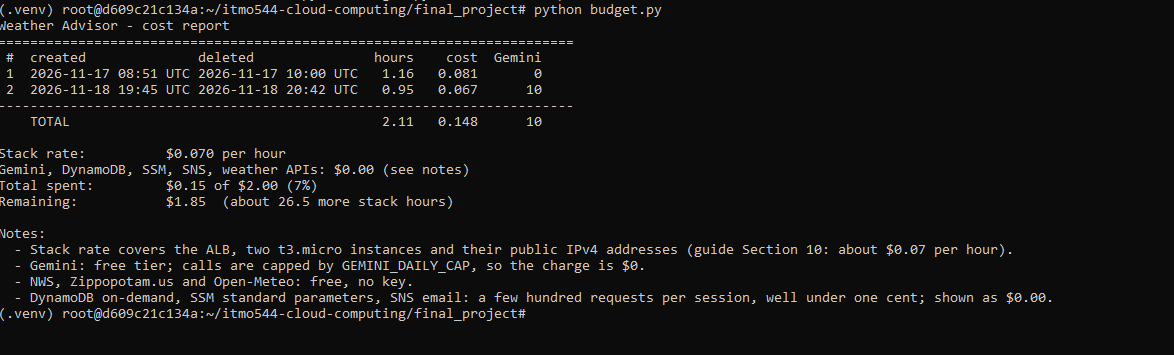 (.venv) root@d609c21c134a:~/itmo544-cloud-computing/final_project# python budget.py
Weather Advisor - cost report
========================================================================
 #  created              deleted               hours    cost  Gemini
 1  2026-11-17 08:51 UTC 2026-11-17 10:00 UTC   1.16   0.081       0
 2  2026-11-18 19:45 UTC 2026-11-18 20:42 UTC   0.95   0.067      10
------------------------------------------------------------------------
    TOTAL                                       2.11   0.148      10

Stack rate:          $0.070 per hour
Gemini, DynamoDB, SSM, SNS, weather APIs: $0.00 (see notes)
Total spent:         $0.15 of $2.00 (7%)
Remaining:           $1.85  (about 26.5 more stack hours)

Notes:
  - Stack rate covers the ALB, two t3.micro instances and their public IPv4 addresses (guide Section 10: about $0.07 per hour).
  - Gemini: free tier; calls are capped by GEMINI_DAILY_CAP, so the charge is $0.
  - NWS, Zippopotam.us and Open-Meteo: free, no key.
  - DynamoDB on-demand, SSM standard parameters, SNS email: a few hundred requests per session, well under one cent; shown as $0.00.
(.venv) root@d609c21c134a:~/itmo544-cloud-computing/final_project#